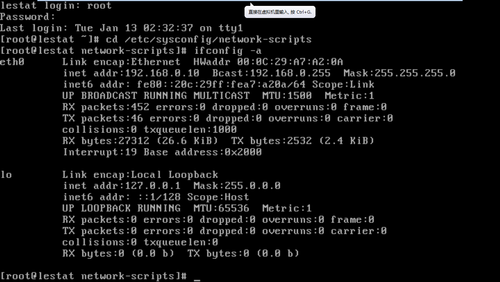 lestat login: root
直接在虚拟机里输入, 按 Ctrl+G.
Password:
Last login: Tue Jan 13 02:32:37 on tty1
[root@lestat ~]# cd /etc/sysconfig/network-scripts
[root@lestat network-scripts]# ifconfig -a
eth0 Link encap:Ethernet HWaddr 00:0C:29:A7:A2:0A
inet addr:192.168.0.10 Bcast:192.168.0.255 Mask:255.255.255.0
inet6 addr: fe80::20c:29ff:fea7:a20a/64 Scope:Link
UP BROADCAST RUNNING MULTICAST MTU:1500 Metric:1
RX packets:452 errors:0 dropped:0 overruns:0 frame:0
TX packets:46 errors:0 dropped:0 overruns:0 carrier:0
collisions:0 txqueuelen:1000
RX bytes:27312 (26.6 KiB) TX bytes:2532 (2.4 KiB)
Interrupt:19 Base address:0x2000
lo Link encap:Local Loopback
inet addr:127.0.0.1 Mask:255.0.0.0
inet6 addr: ::1/128 Scope:Host
UP LOOPBACK RUNNING MTU:65536 Metric:1
RX packets:0 errors:0 dropped:0 overruns:0 frame:0
TX packets:0 errors:0 dropped:0 overruns:0 carrier:0
collisions:0 txqueuelen:0
RX bytes:0 (0.0 b) TX bytes:0 (0.0 b)
[root@lestat network-scripts]# _